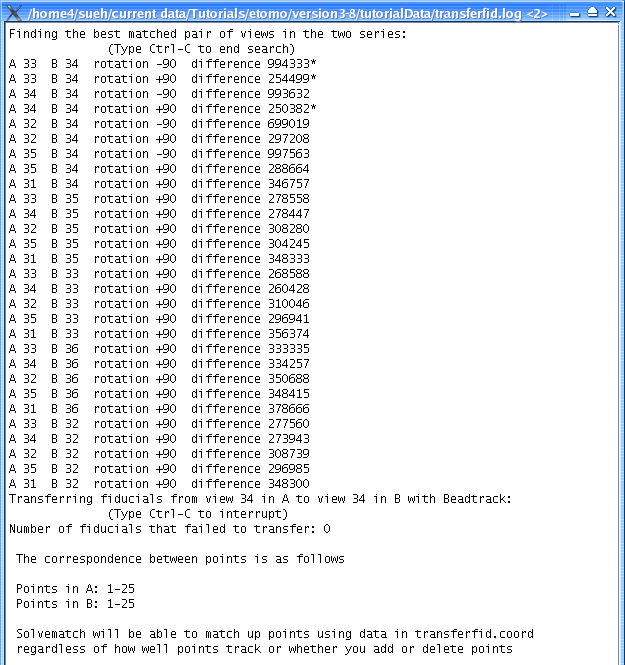 /home4/sueh/current data/Tutorials/etomo/version3-8/tutorialData/transferfid.log <2>
Finding the best matched pair of views in the two series:
(Type Ctrl-C to end search)
A 33 B 34 rotation -90 difference 994333*
A 33 B 34 rotation +90 difference 254499*
A 34 B 34 rotation -90 difference 993632
A 34 B 34 rotation +90 difference 250382*
A 32 B 34 rotation -90 difference 699019
A 32 B 34 rotation +90 difference 297208
A 35 B 34 rotation -90 difference 997563
A 35 B 34 rotation +90 difference 288664
A 31 B 34 rotation +90 difference 346757
A 33 B 35 rotation +90 difference 278558
A 34 B 35 rotation +90 difference 278447
A 32 B 35 rotation +90 difference 308280
A 35 B 35 rotation +90 difference 304245
A 31 B 35 rotation +90 difference 348333
A 33 B 33 rotation +90 difference 268588
A 34 B 33 rotation +90 difference 260428
A 32 B 33 rotation +90 difference 310046
A 35 B 33 rotation +90 difference 296941
A 31 B 33 rotation +90 difference 356374
A 33 B 36 rotation +90 difference 333335
A 34 B 36 rotation +90 difference 334257
A 32 B 36 rotation +90 difference 350688
A 35 B 36 rotation +90 difference 348415
A 31 B 36 rotation +90 difference 378666
A 33 B 32 rotation +90 difference 277560
A 34 B 32 rotation +90 difference 273943
A 32 B 32 rotation +90 difference 308739
A 35 B 32 rotation +90 difference 296985
A 31 B 32 rotation +90 difference 348300
Transferring fiducials from view 34 in A to view 34 in B with Beadtrack:
(Type Ctrl-C to interrupt)
Number of fiducials that failed to transfer: 0
The correspondence between points is as follows
Points in A: 1-25
Points in B: 1-25
Solvematch will be able to match up points using data in transferfid.coord
regardless of how well points track or whether you add or delete points